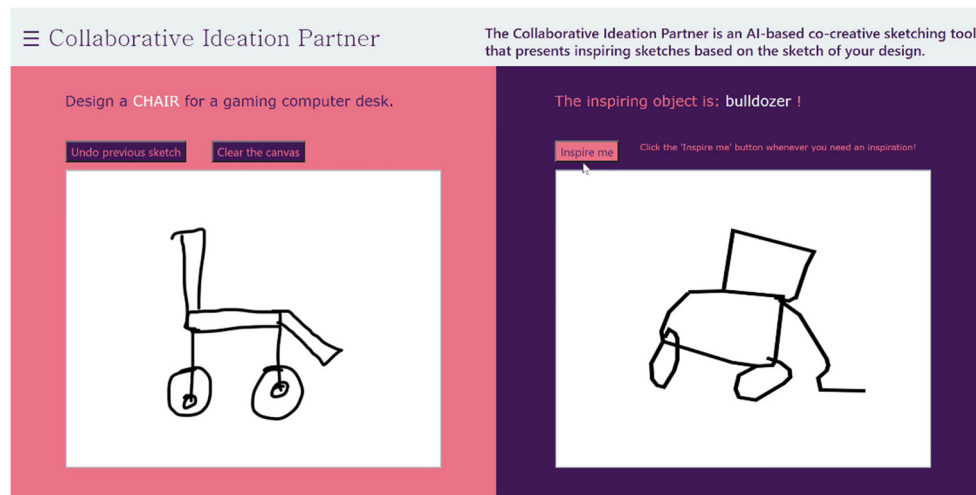 ☰ Collaborative Ideation Partner
The Collaborative Ideation Partner is an AI-based co-creative sketching tool
that presents inspiring sketches based on the sketch of your design.
Design a CHAIR for a gaming computer desk.
Undo previous sketch
Clear the canvas
The inspiring object is: bulldozer !
Inspire me
Click the 'Inspire me' button whenever you need an inspiration!